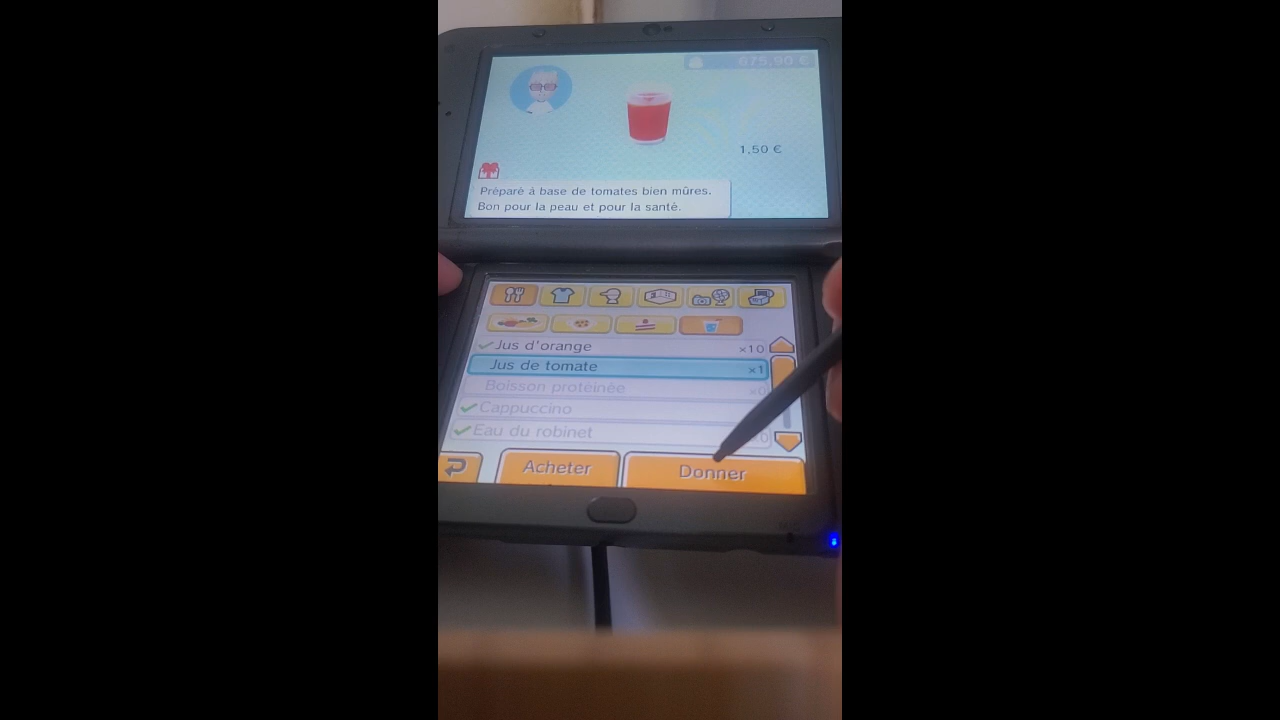 675,90 €
1,50 €
Préparé à base de tomates bien mûres.
Bon pour la peau et pour la santé.
Jus d'orange ×10
Jus de tomate ×1
Boisson protéinée ×0
Cappuccino
Eau du robinet
Acheter
Donner